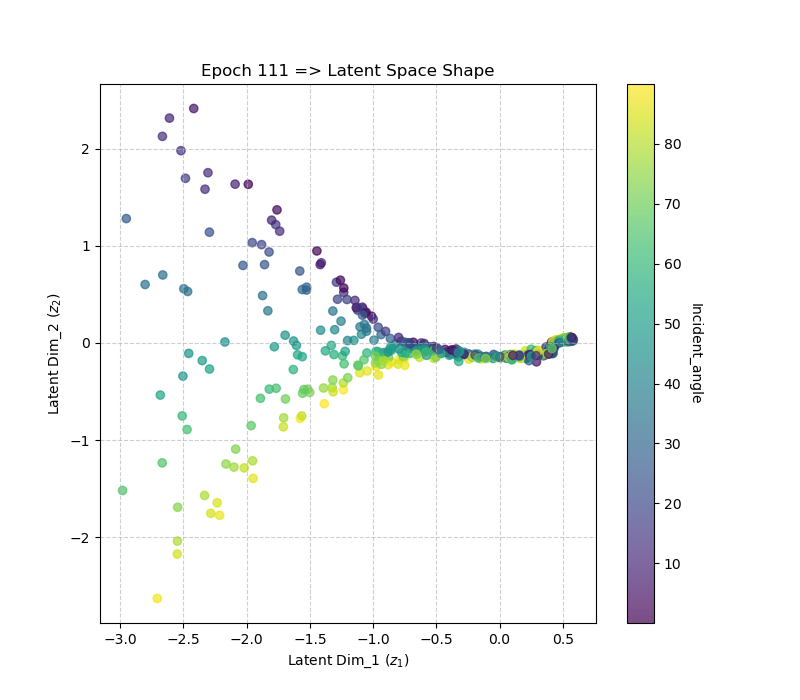 Epoch 111 => Latent Space Shape
2
1
0
−1
−2
Latent Dim_2 (z₂)
−3.0 −2.5 −2.0 −1.5 −1.0 −0.5 0.0 0.5
Latent Dim_1 (z₁)
80
70
60
50
40
30
20
10
Incident_angle